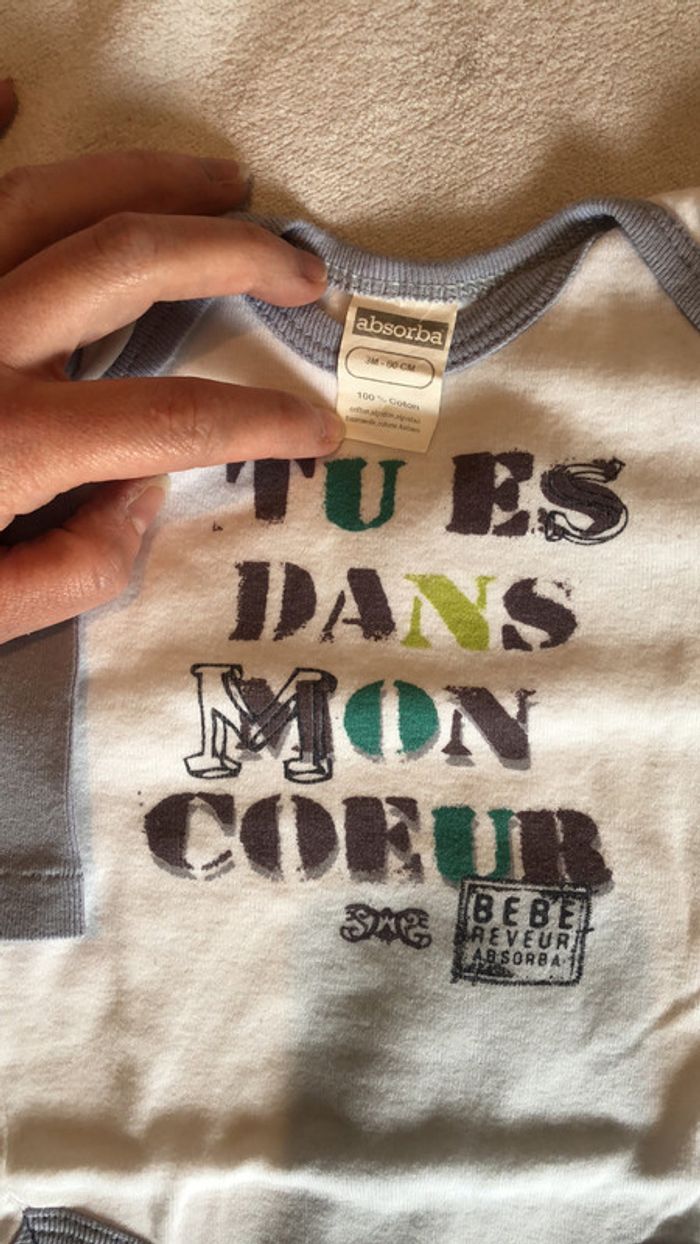 absorba
3M - 60 CM
100 % Coton
TU ES
DANS
MON
COEUR
BEBE
REVEUR
ABSORBA